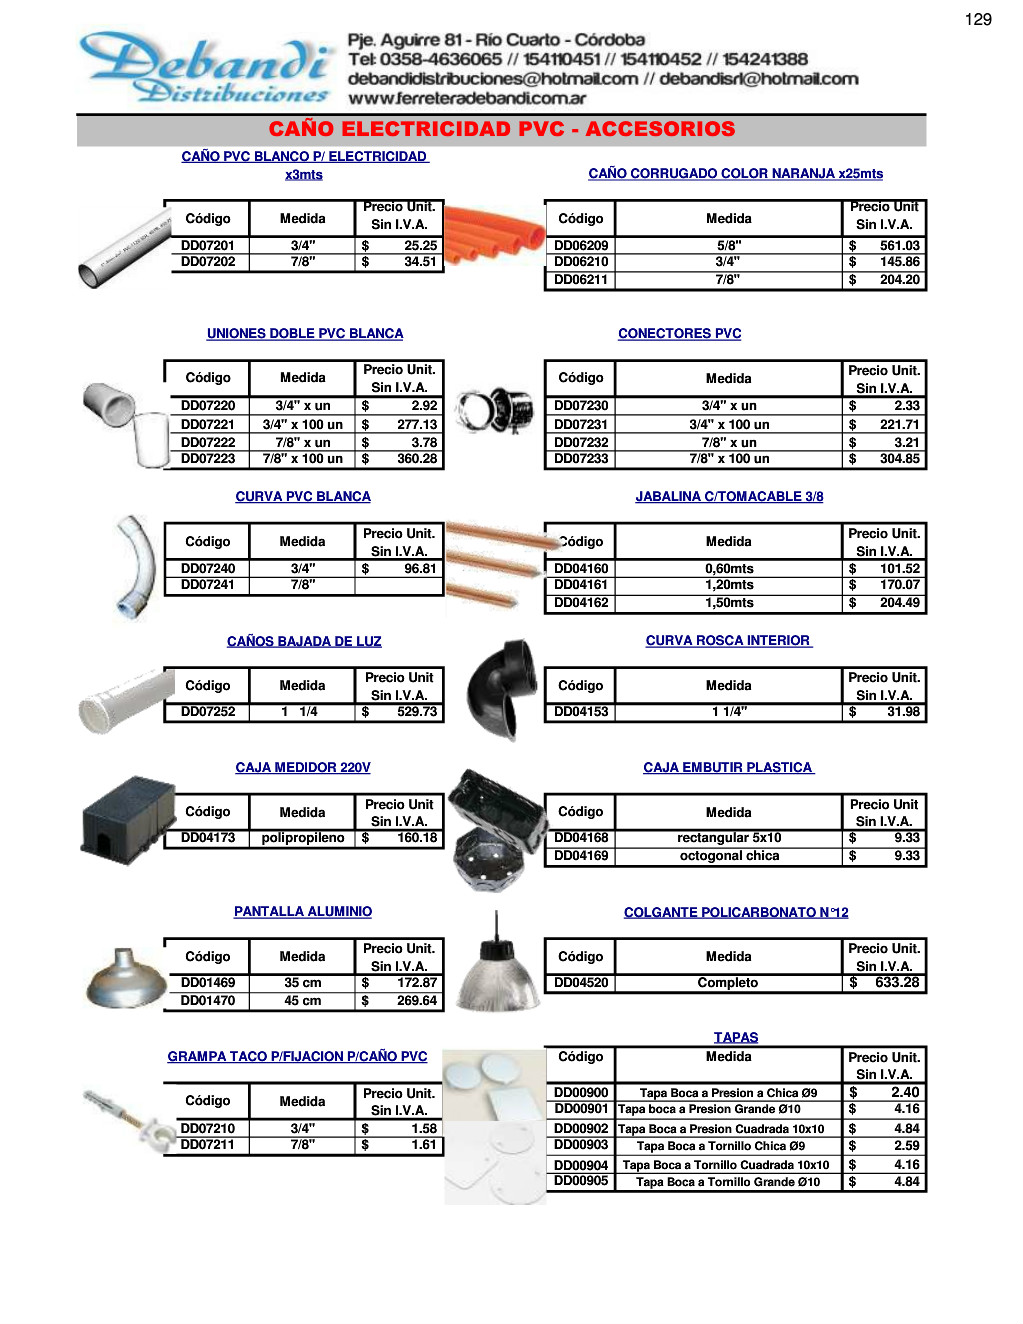 129
Debandi
Distribuciones
Pje. Aguirre 81 - Río Cuarto - Córdoba
Tel: 0358-4636065 // 154110451 // 154110452 // 154241388
debandidistribuciones@hotmail.com // debandisrl@hotmail.com
www.ferreteradebandi.com.ar
CAÑO ELECTRICIDAD PVC - ACCESORIOS
CAÑO PVC BLANCO P/ ELECTRICIDAD
x3mts
Código Medida Precio Unit. Sin I.V.A.
DD07201 3/4" $ 25.25
DD07202 7/8" $ 34.51
CAÑO CORRUGADO COLOR NARANJA x25mts
Código Medida Precio Unit Sin I.V.A.
DD06209 5/8" $ 561.03
DD06210 3/4" $ 145.86
DD06211 7/8" $ 204.20
UNIONES DOBLE PVC BLANCA
Código Medida Precio Unit. Sin I.V.A.
DD07220 3/4" x un $ 2.92
DD07221 3/4" x 100 un $ 277.13
DD07222 7/8" x un $ 3.78
DD07223 7/8" x 100 un $ 360.28
CONECTORES PVC
Código Medida Precio Unit. Sin I.V.A.
DD07230 3/4" x un $ 2.33
DD07231 3/4" x 100 un $ 221.71
DD07232 7/8" x un $ 3.21
DD07233 7/8" x 100 un $ 304.85
CURVA PVC BLANCA
Código Medida Precio Unit. Sin I.V.A.
DD07240 3/4" $ 96.81
DD07241 7/8"
JABALINA C/TOMACABLE 3/8
Código Medida Precio Unit. Sin I.V.A.
DD04160 0,60mts $ 101.52
DD04161 1,20mts $ 170.07
DD04162 1,50mts $ 204.49
CAÑOS BAJADA DE LUZ
Código Medida Precio Unit Sin I.V.A.
DD07252 1 1/4 $ 529.73
CURVA ROSCA INTERIOR
Código Medida Precio Unit. Sin I.V.A.
DD04153 1 1/4" $ 31.98
CAJA MEDIDOR 220V
Código Medida Precio Unit Sin I.V.A.
DD04173 polipropileno $ 160.18
CAJA EMBUTIR PLASTICA
Código Medida Precio Unit Sin I.V.A.
DD04168 rectangular 5x10 $ 9.33
DD04169 octogonal chica $ 9.33
PANTALLA ALUMINIO
Código Medida Precio Unit. Sin I.V.A.
DD01469 35 cm $ 172.87
DD01470 45 cm $ 269.64
COLGANTE POLICARBONATO N°12
Código Medida Precio Unit. Sin I.V.A.
DD04520 Completo $ 633.28
GRAMPA TACO P/FIJACION P/CAÑO PVC
Código Medida Precio Unit. Sin I.V.A.
DD07210 3/4" $ 1.58
DD07211 7/8" $ 1.61
TAPAS
Código Medida Precio Unit. Sin I.V.A.
DD00900 Tapa Boca a Presion a Chica Ø9 $ 2.40
DD00901 Tapa boca a Presion Grande Ø10 $ 4.16
DD00902 Tapa Boca a Presion Cuadrada 10x10 $ 4.84
DD00903 Tapa Boca a Tornillo Chica Ø9 $ 2.59
DD00904 Tapa Boca a Tornillo Cuadrada 10x10 $ 4.16
DD00905 Tapa Boca a Tornillo Grande Ø10 $ 4.84